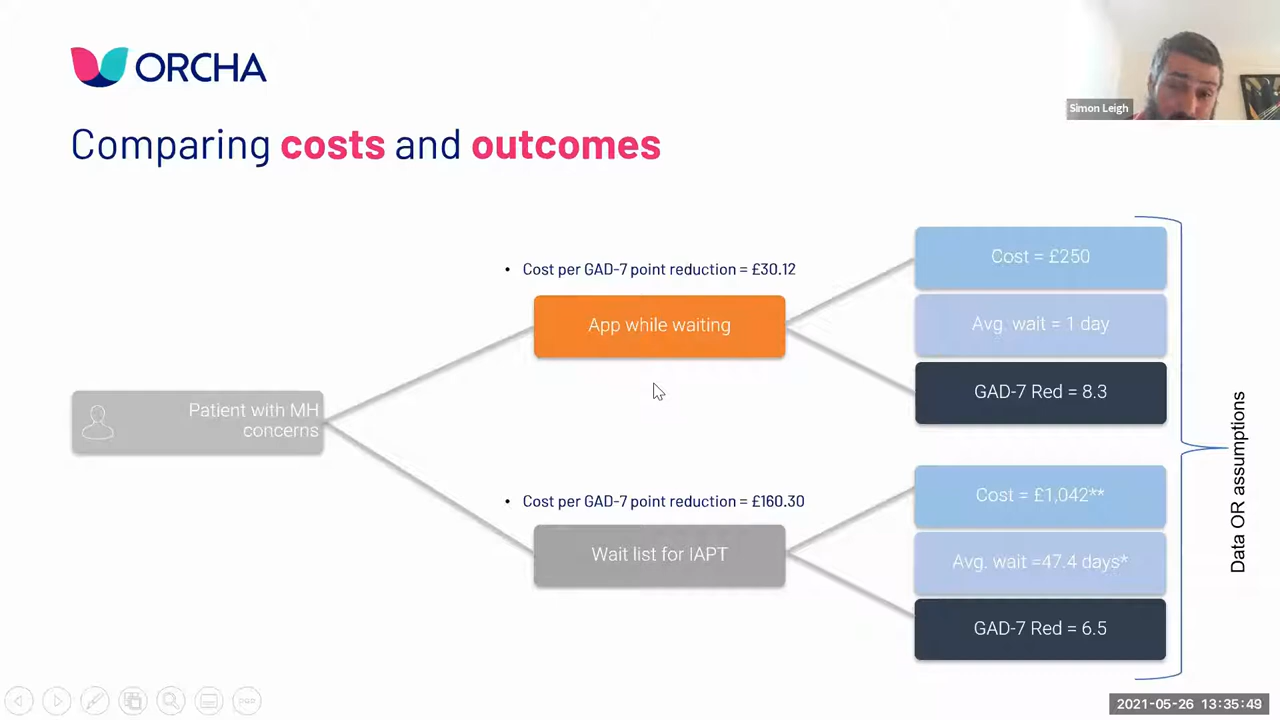 ORCHA
Simon Leigh
Comparing costs and outcomes
• Cost per GAD-7 point reduction = £30.12
App while waiting
Cost = £250
Avg. wait = 1 day
GAD-7 Red = 8.3
Patient with MH
concerns
• Cost per GAD-7 point reduction = £160.30
Wait list for IAPT
Cost = £1,042**
Avg. wait =47.4 days*
GAD-7 Red = 6.5
Data OR assumptions
2021-05-26 13:35:49